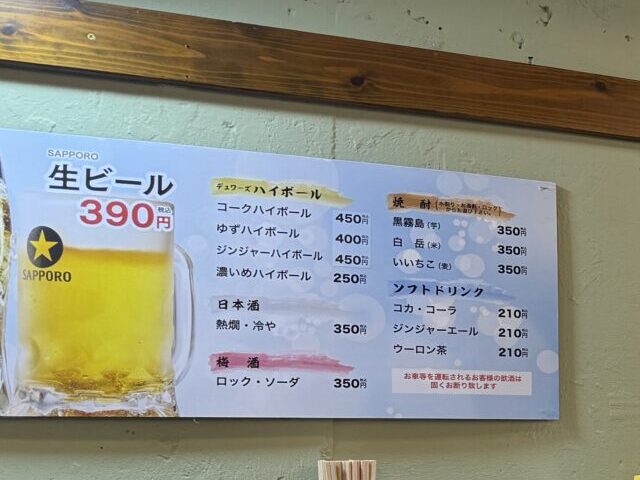 SAPPORO
生ビール
390円 税込
SAPPORO
デュワーズ ハイボール
コークハイボール 450円
ゆずハイボール 400円
ジンジャーハイボール 450円
濃いめハイボール 250円
日本酒
熱燗・冷や 350円
梅酒
ロック・ソーダ 350円
焼酎
黒霧島(芋) 350円
白岳(米) 350円
いいちこ(麦) 350円
ソフトドリンク
コカ・コーラ 210円
ジンジャーエール 210円
ウーロン茶 210円
お車等を運転されるお客様の飲酒は
固くお断り致します